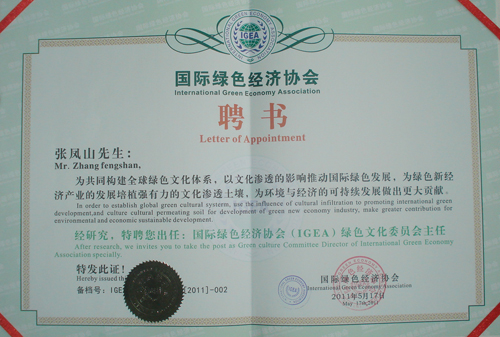 IGEA
国际绿色经济协会
International Green Economy Association
聘书
Letter of Appointment
张凤山先生：
Mr. Zhang fengshan,
为共同构建全球绿色文化体系，以文化渗透的影响推动国际绿色发展，为绿色新经
济产业的发展培植强有力的文化渗透土壤，为环境与经济的可持续发展做出更大贡献。
In order to establish global green cultural system, use the influence of cultural infiltration to promoting international green
development,and culture cultural permeating soil for development of green new economy industry, make greater contribution for
environmental and economic sustainable development.
经研究，特聘您出任：国际绿色经济协会（IGEA）绿色文化委员会主任
After research, we invites you to take the post as Green culture Committee Director of International Green Economy
Association specially.
特发此证！
Hereby issued the
备档号：IGE [2011]-002
国际绿色经济协会
International Green Economy Association
2011年5月17日
May 17th,2011